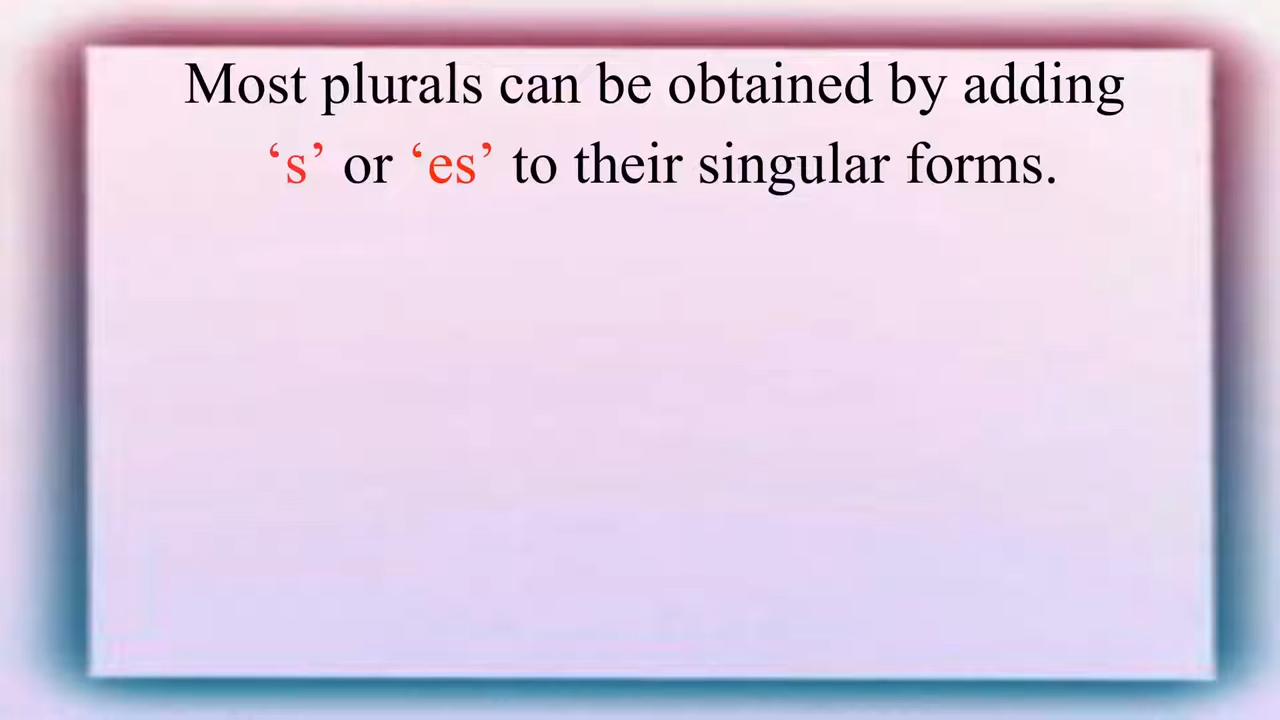 Most plurals can be obtained by adding
‘s’ or ‘es’ to their singular forms.